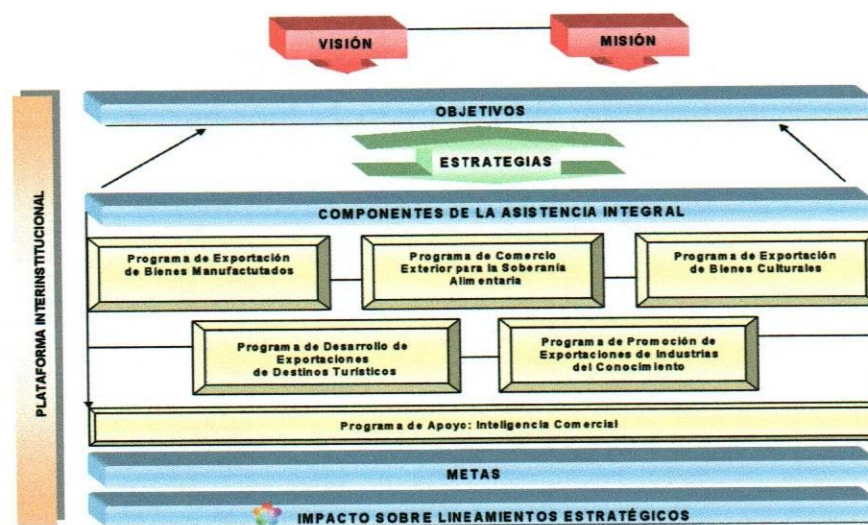 VISIÓN
MISIÓN
OBJETIVOS
ESTRATEGIAS
COMPONENTES DE LA ASISTENCIA INTEGRAL
PLATAFORMA INTERINSTITUCIONAL
Programa de Exportación
de Bienes Manufactutados
Programa de Comercio
Exterior para la Soberanía
Alimentaria
Programa de Exportación
de Bienes Culturales
Programa de Desarrollo de
Exportaciones
de Destinos Turísticos
Programa de Promoción de
Exportaciones de Industrias
del Conocimiento
Programa de Apoyo: Inteligencia Comercial
METAS
IMPACTO SOBRE LINEAMIENTOS ESTRATÉGICOS